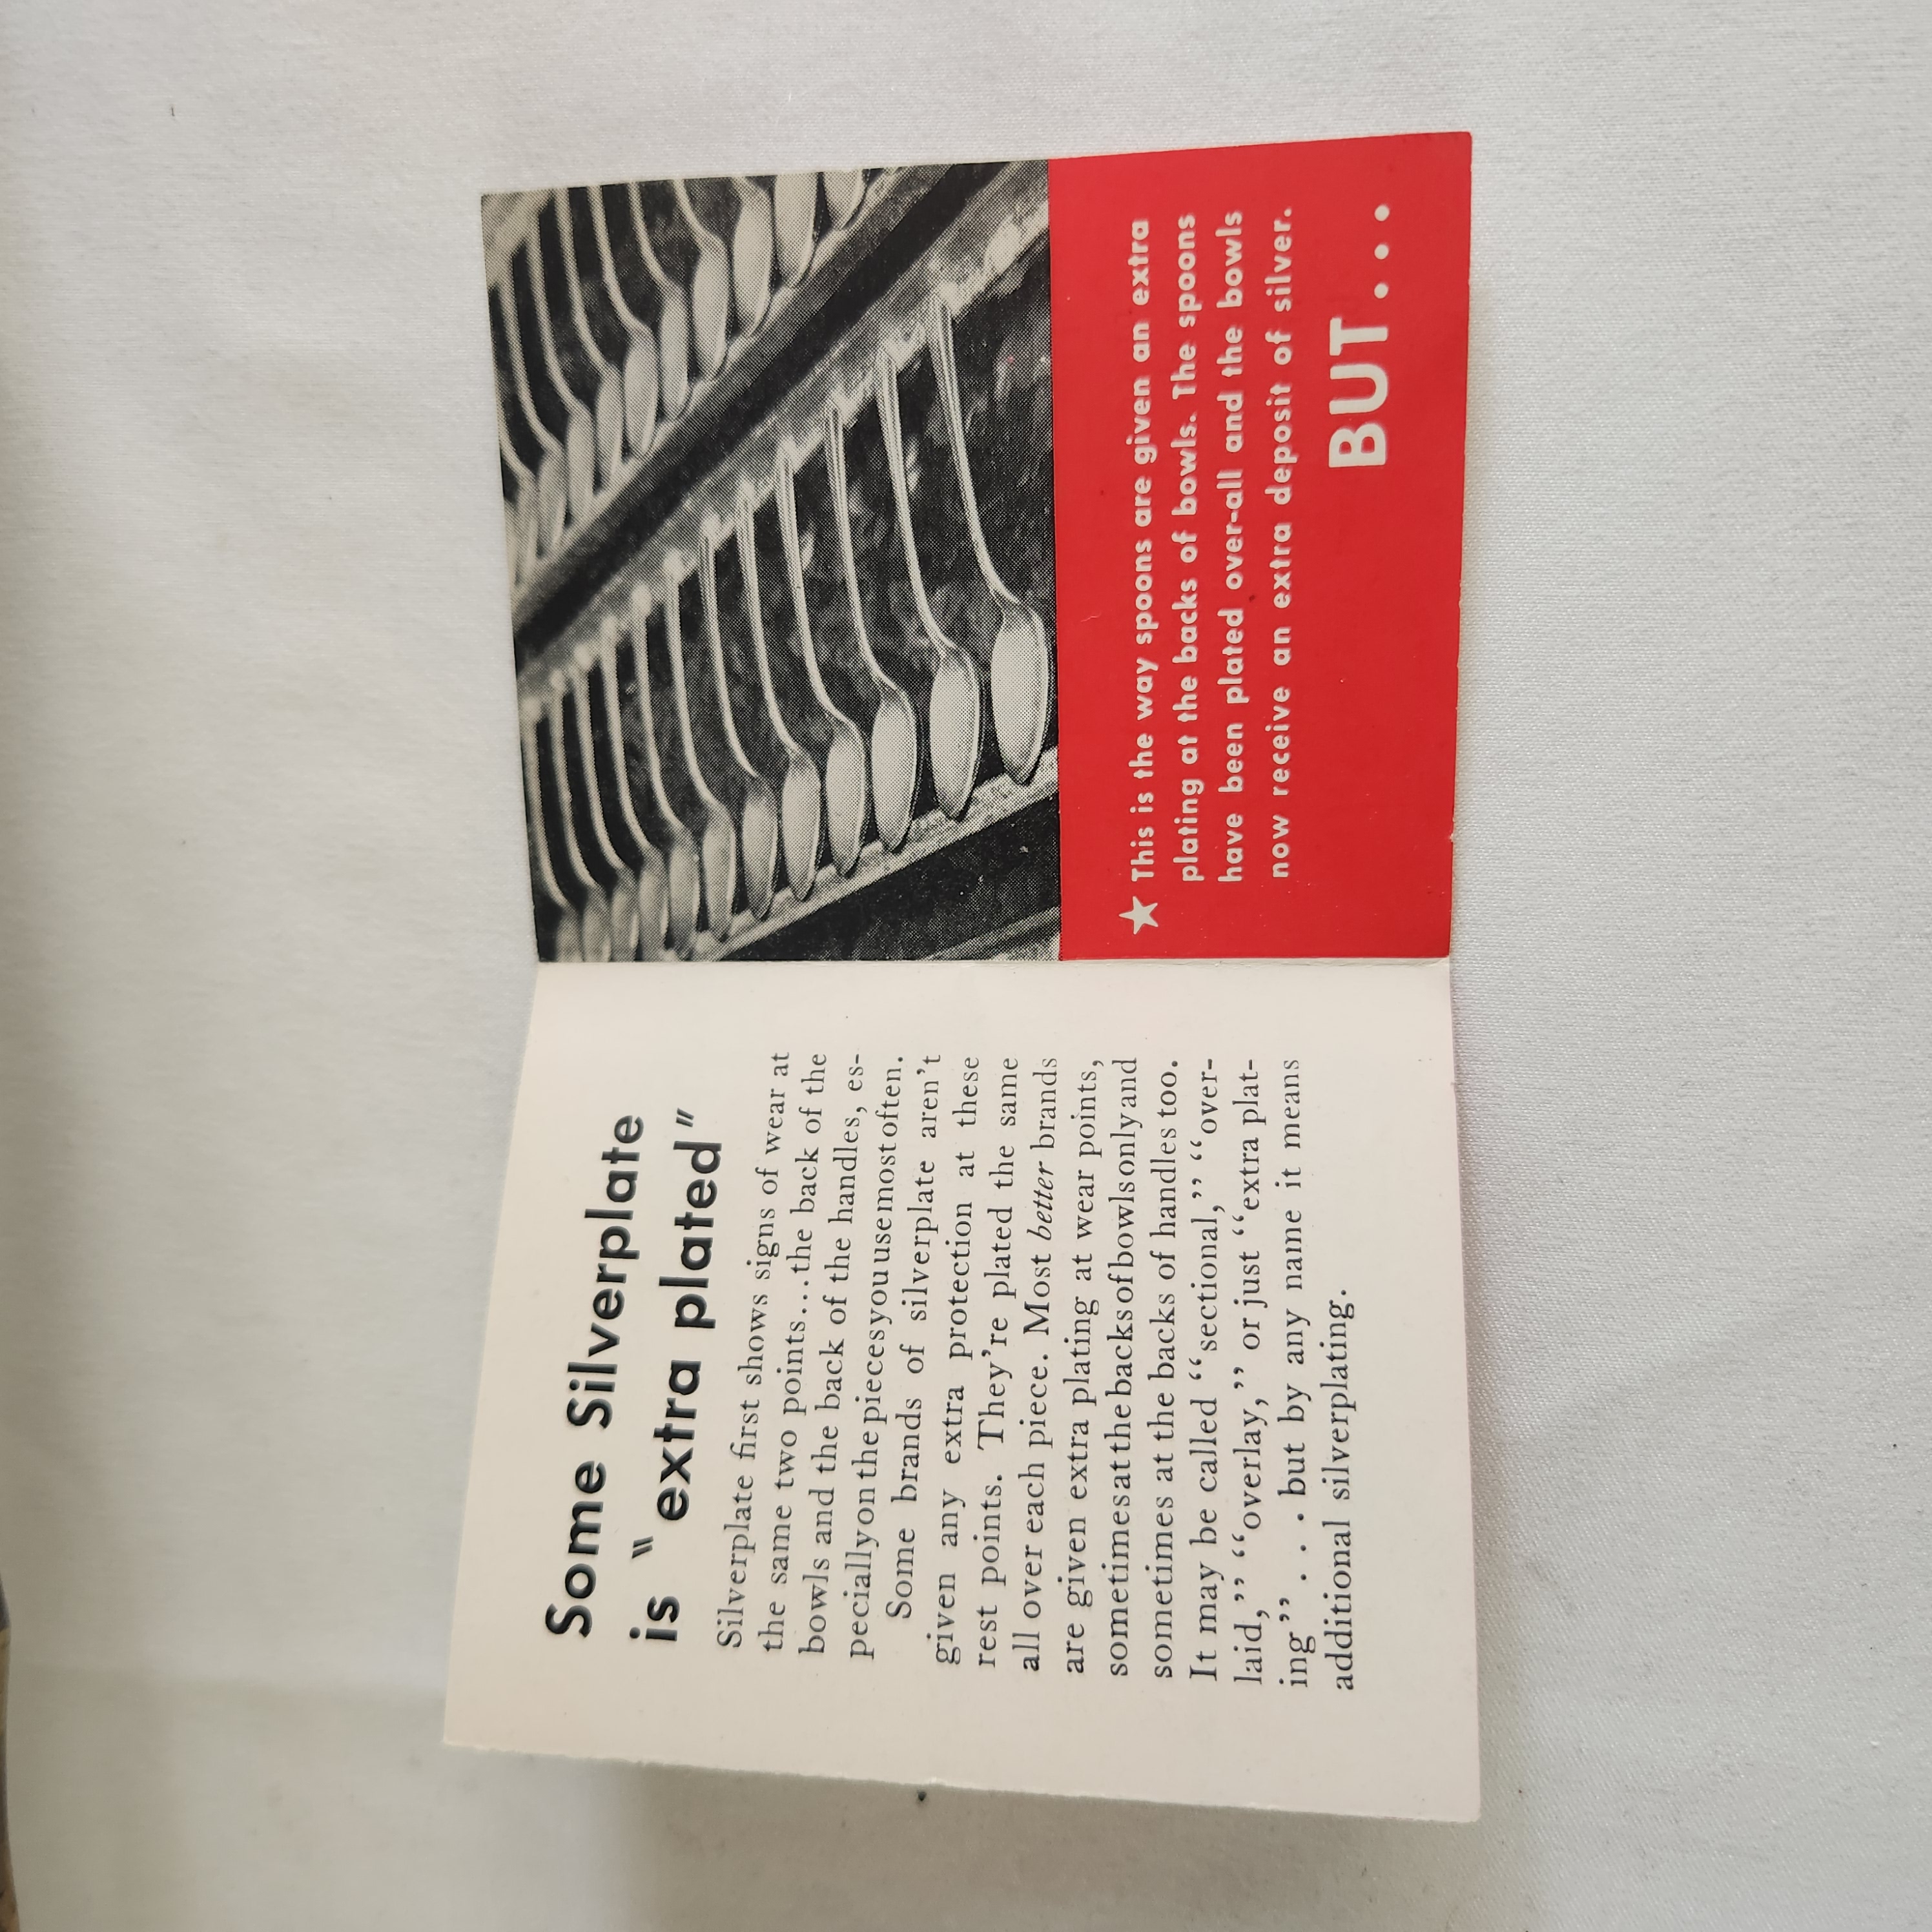 Some Silverplate
is "extra plated"
Silverplate first shows signs of wear at
the same two points...the back of the
bowls and the back of the handles, es-
pecially on the pieces you use most often.
Some brands of silverplate aren't
given any extra protection at these
rest points. They're plated the same
all over each piece. Most better brands
are given extra plating at wear points,
sometimes at the backs of bowls only and
sometimes at the backs of handles too.
It may be called “sectional,” “over-
laid,” “overlay,” or just “extra plat-
ing” . . . but by any name it means
additional silverplating.
★ This is the way spoons are given an extra
plating at the backs of bowls. The spoons
have been plated over-all and the bowls
now receive an extra deposit of silver.
BUT...